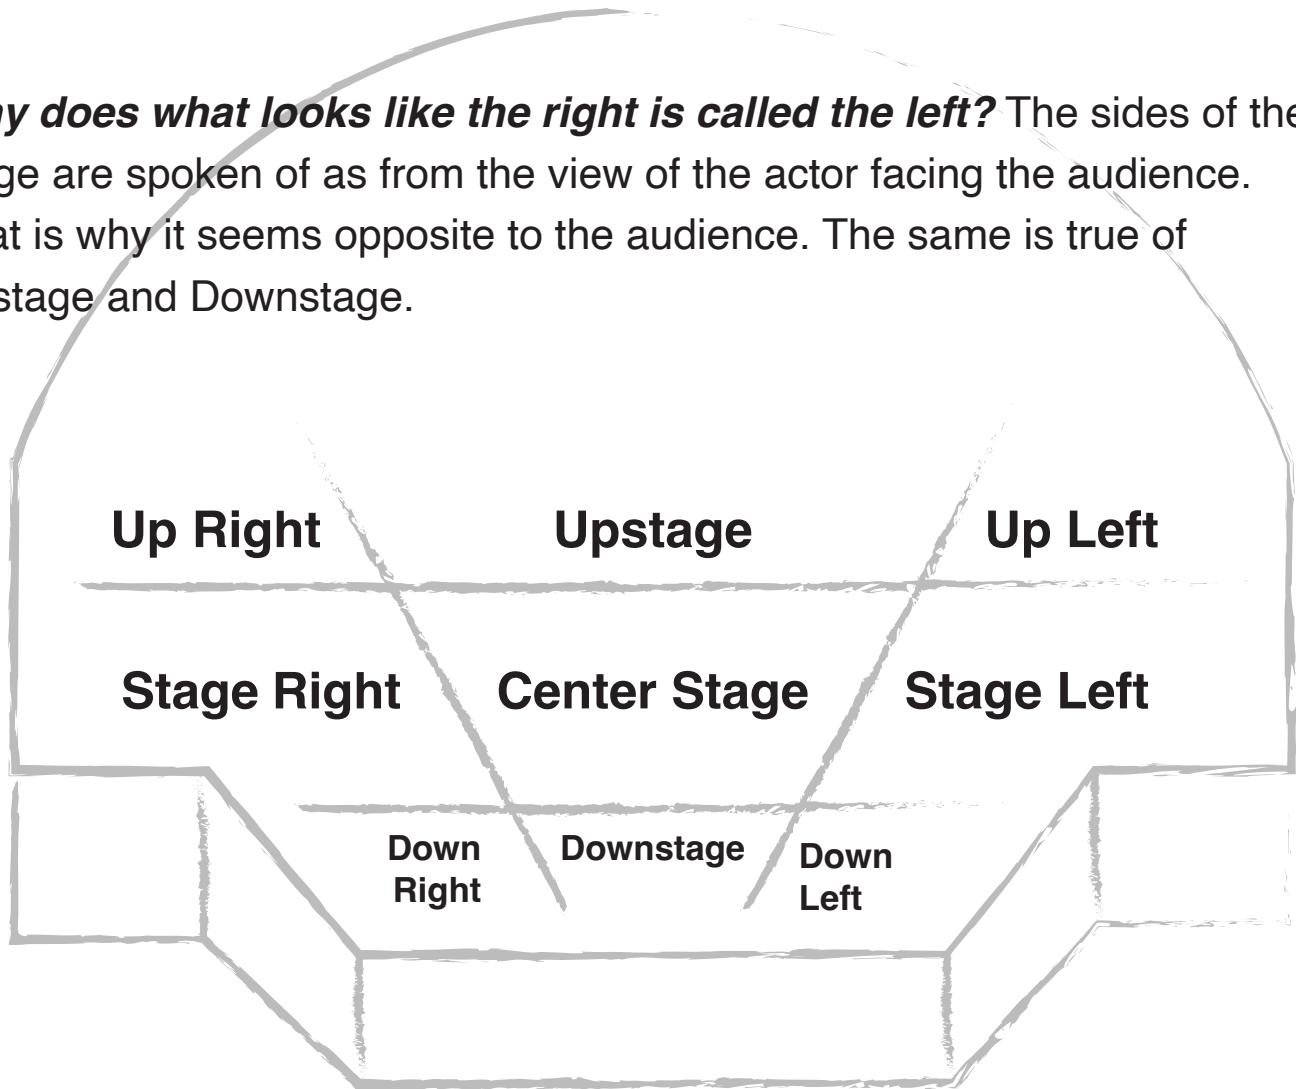 y does what looks like the right is called the left? The sides of the
ge are spoken of as from the view of the actor facing the audience.
at is why it seems opposite to the audience. The same is true of
stage and Downstage.
Up Right Upstage Up Left
Stage Right Center Stage Stage Left
Down Downstage Down
Right Left